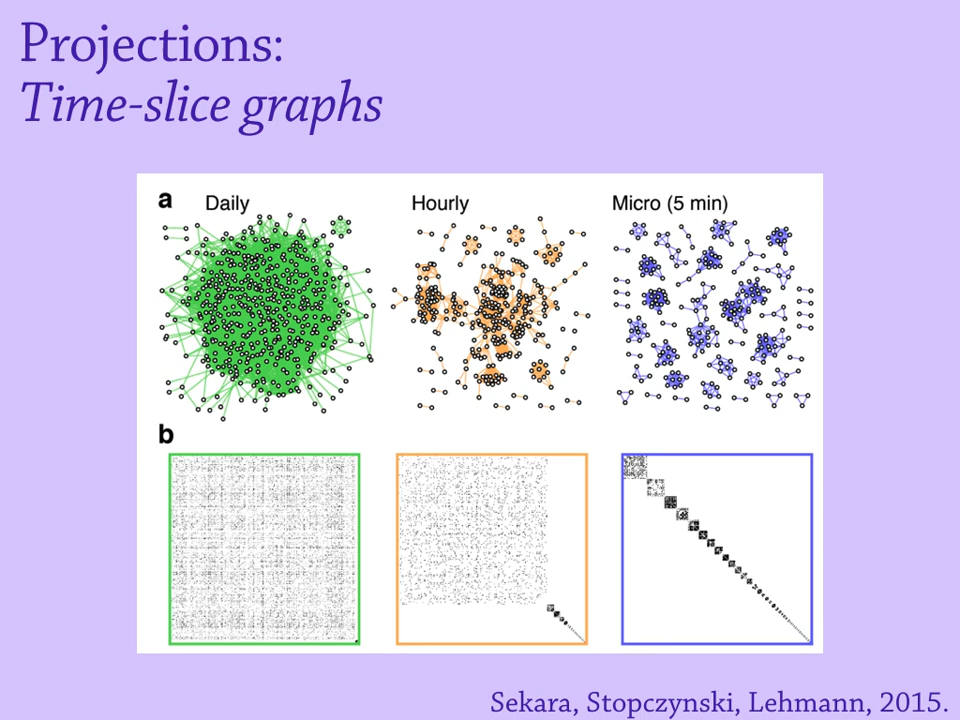 Projections:
Time-slice graphs
a Daily Hourly Micro (5 min)
b
Sekara, Stopczynski, Lehmann, 2015.